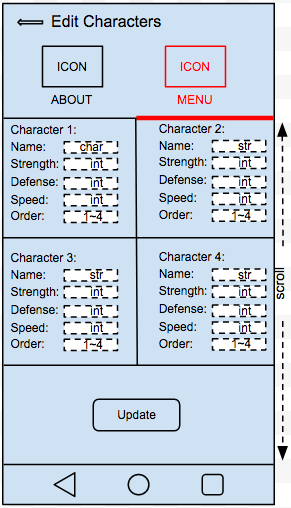 Edit Characters
ICON
ICON
ABOUT
MENU
Character 1:
Name: char
Strength: int
Defense: int
Speed: int
Order: 1~4
Character 2:
Name: str
Strength: int
Defense: int
Speed: int
Order: 1~4
Character 3:
Name: str
Strength: int
Defense: int
Speed: int
Order: 1~4
Character 4:
Name: str
Strength: int
Defense: int
Speed: int
Order: 1~4
scroll
Update